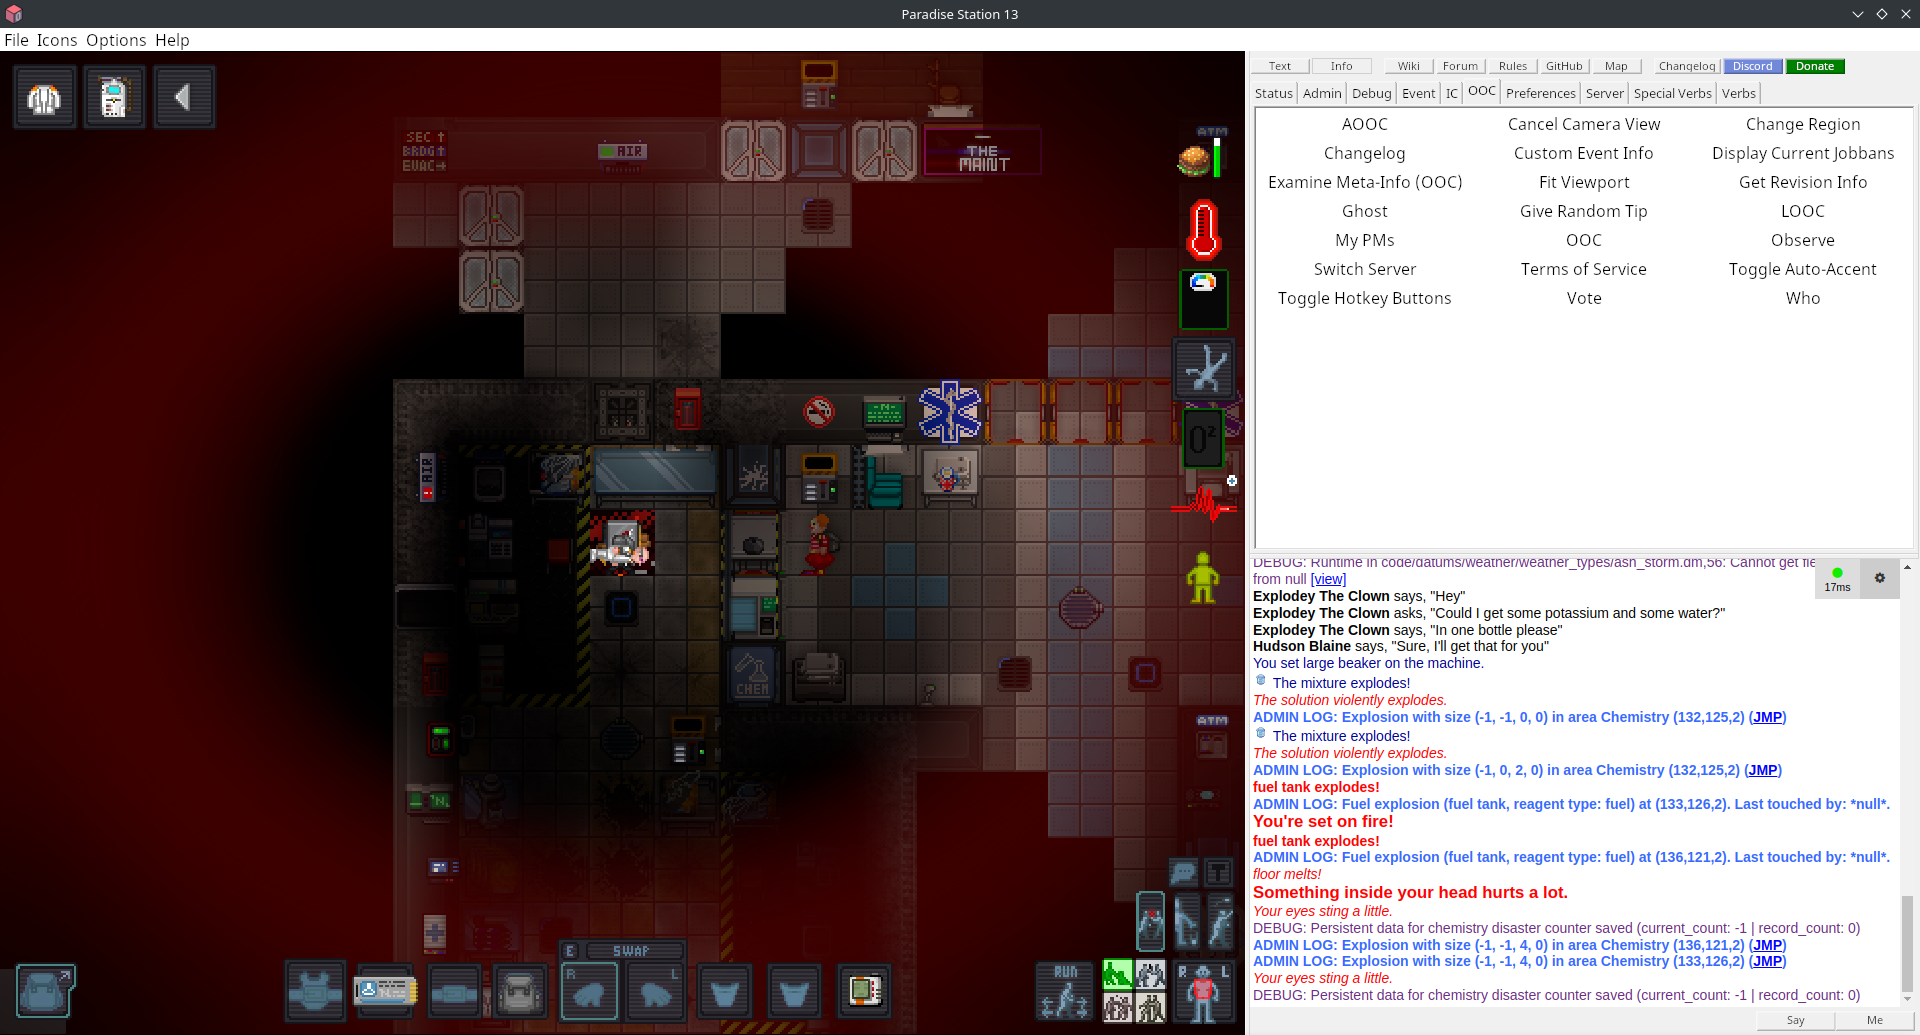 Paradise Station 13
File Icons Options Help
Text Info Wiki Forum Rules GitHub Map Changelog Discord Donate
Status Admin Debug Event IC OOC Preferences Server Special Verbs Verbs
AOOC Cancel Camera View Change Region
Changelog Custom Event Info Display Current Jobbans
Examine Meta-Info (OOC) Fit Viewport Get Revision Info
Ghost Give Random Tip LOOC
My PMs OOC Observe
Switch Server Terms of Service Toggle Auto-Accent
Toggle Hotkey Buttons Vote Who
SEC
BRDG
EVAC
AIR
THE
MAINT
ATM
AIR
CHEM
ATM
E SWAP
R L
RUN
R L
T
DEBUG: Runtime in code/datums/weather/weather_types/ash_storm.dm,56: Cannot get
from null [view]
17ms
Explodey The Clown says, "Hey"
Explodey The Clown asks, "Could I get some potassium and some water?"
Explodey The Clown says, "In one bottle please"
Hudson Blaine says, "Sure, I'll get that for you"
You set large beaker on the machine.
The mixture explodes!
The solution violently explodes.
ADMIN LOG: Explosion with size (-1, -1, 0, 0) in area Chemistry (132,125,2) (JMP)
The mixture explodes!
The solution violently explodes.
ADMIN LOG: Explosion with size (-1, 0, 2, 0) in area Chemistry (132,125,2) (JMP)
fuel tank explodes!
ADMIN LOG: Fuel explosion (fuel tank, reagent type: fuel) at (133,126,2). Last touched by: *null*.
You're set on fire!
fuel tank explodes!
ADMIN LOG: Fuel explosion (fuel tank, reagent type: fuel) at (136,121,2). Last touched by: *null*.
floor melts!
Something inside your head hurts a lot.
Your eyes sting a little.
DEBUG: Persistent data for chemistry disaster counter saved (current_count: -1 | record_count: 0)
ADMIN LOG: Explosion with size (-1, -1, 4, 0) in area Chemistry (136,121,2) (JMP)
ADMIN LOG: Explosion with size (-1, -1, 4, 0) in area Chemistry (133,126,2) (JMP)
Your eyes sting a little.
DEBUG: Persistent data for chemistry disaster counter saved (current_count: -1 | record_count: 0)
Say Me